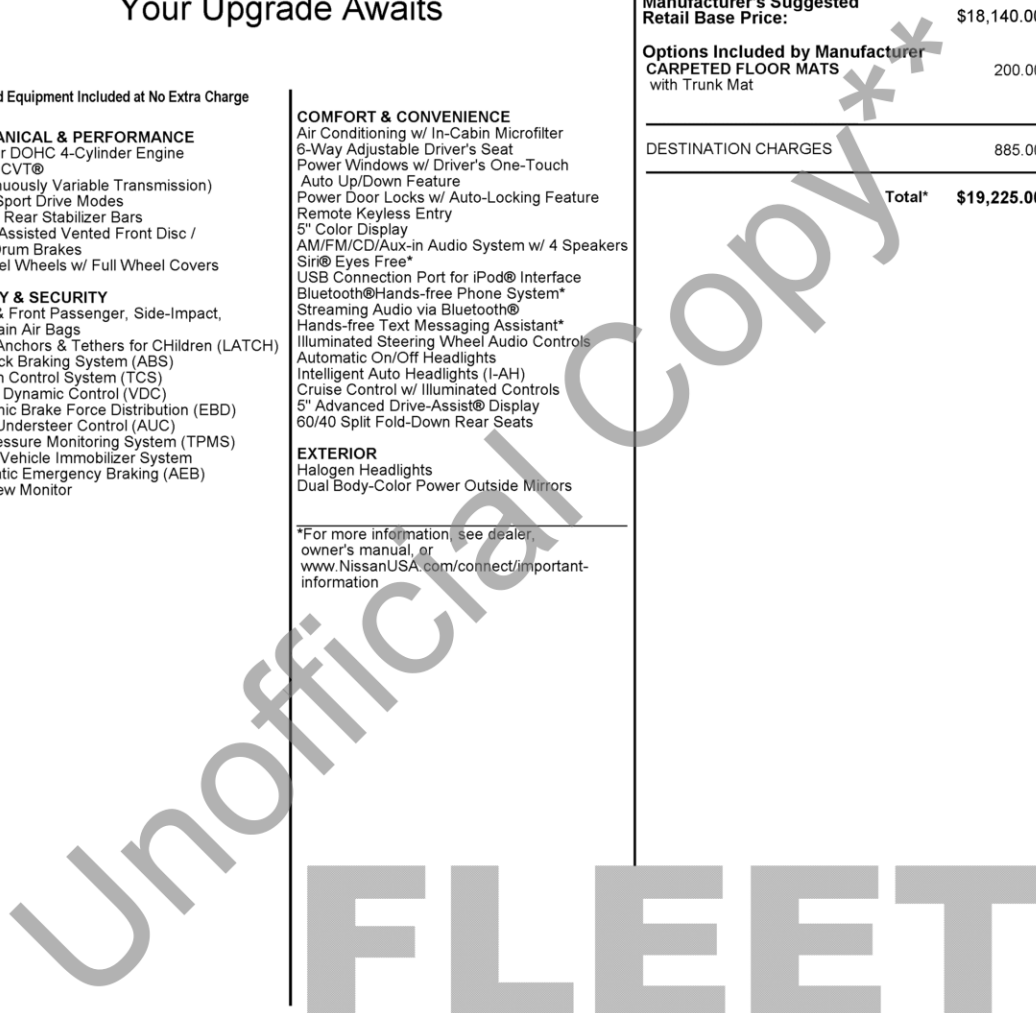 Your Upgrade Awaits
Equipment Included at No Extra Charge
& PERFORMANCE
DOHC 4-Cylinder Engine
CVT®
Variable Transmission)
Sport Drive Modes
Rear Stabilizer Bars
Assisted Vented Front Disc /
Brakes
Wheels w/ Full Wheel Covers
& SECURITY
& Front Passenger, Side-Impact,
Air Bags
Anchors & Tethers for CHildren (LATCH)
Braking System (ABS)
Control System (TCS)
Dynamic Control (VDC)
Brake Force Distribution (EBD)
Understeer Control (AUC)
Monitoring System (TPMS)
Vehicle Immobilizer System
Emergency Braking (AEB)
Monitor
COMFORT & CONVENIENCE
Air Conditioning w/ In-Cabin Microfilter
6-Way Adjustable Driver's Seat
Power Windows w/ Driver's One-Touch
Auto Up/Down Feature
Power Door Locks w/ Auto-Locking Feature
Remote Keyless Entry
5" Color Display
AM/FM/CD/Aux-in Audio System w/ 4 Speakers
Siri® Eyes Free*
USB Connection Port for iPod® Interface
Bluetooth®Hands-free Phone System*
Streaming Audio via Bluetooth®
Hands-free Text Messaging Assistant*
Illuminated Steering Wheel Audio Controls
Automatic On/Off Headlights
Intelligent Auto Headlights (I-AH)
Cruise Control w/ Illuminated Controls
5" Advanced Drive-Assist® Display
60/40 Split Fold-Down Rear Seats
EXTERIOR
Halogen Headlights
Dual Body-Color Power Outside Mirrors
*For more information, see dealer,
owner's manual, or
www.NissanUSA.com/connect/important-
information
Manufacturer's Suggested
Retail Base Price: $18,140.00
Options Included by Manufacturer
CARPETED FLOOR MATS 200.00
with Trunk Mat
DESTINATION CHARGES 885.00
Total* $19,225.00
Unofficial Copy**
FLEET